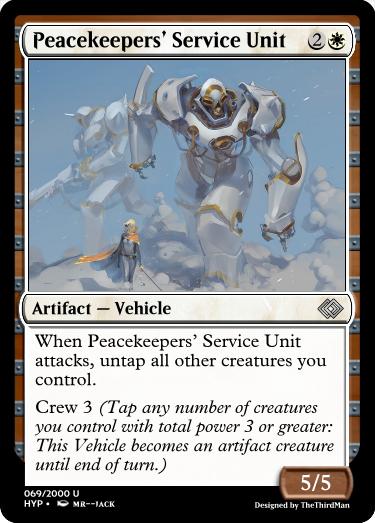 Peacekeepers' Service Unit 2
Artifact — Vehicle
When Peacekeepers' Service Unit
attacks, untap all other creatures you
control.
Crew 3 (Tap any number of creatures
you control with total power 3 or greater:
This Vehicle becomes an artifact creature
until end of turn.)
5/5
069/2000 U
HYP • MR--JACK
Designed by TheThirdMan